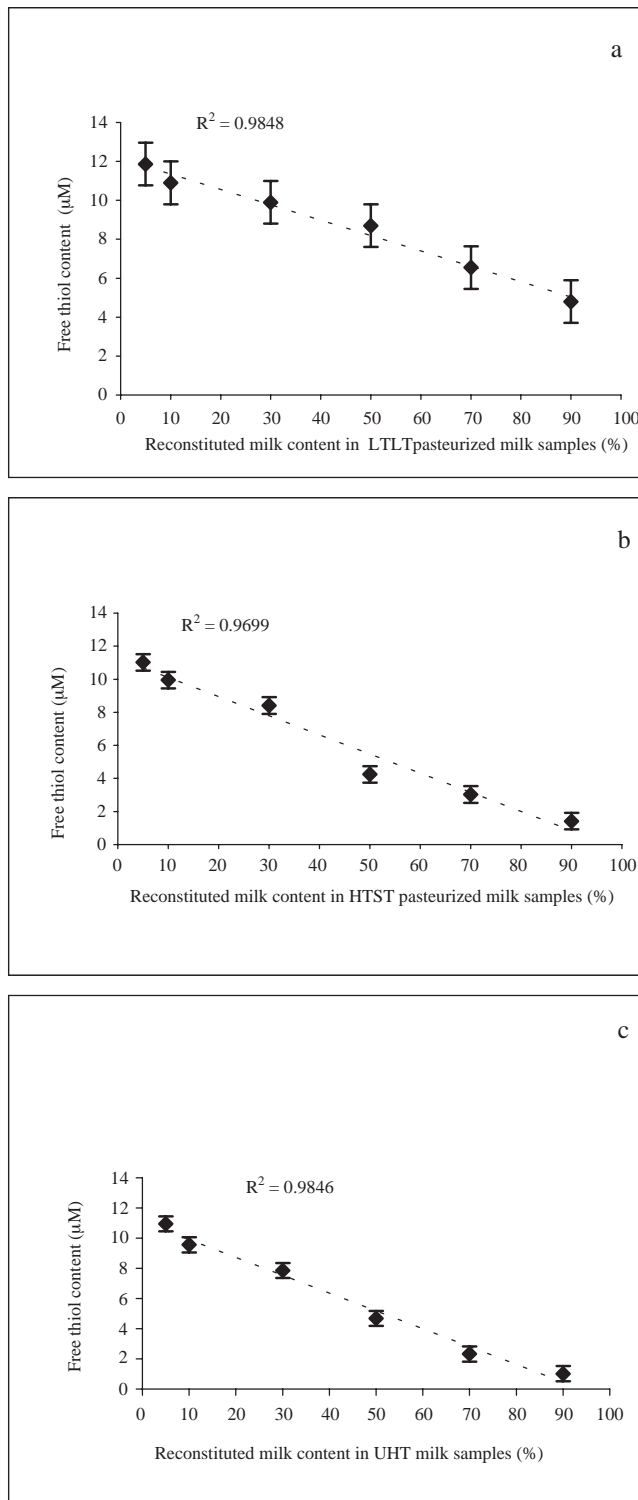 a
R² = 0.9848
14
12
10
8
6
4
2
0
Free thiol content (µM)
0 10 20 30 40 50 60 70 80 90 100
Reconstituted milk content in LTLTpasteurized milk samples (%)
b
R² = 0.9699
14
12
10
8
6
4
2
0
Free thiol content (µM)
0 10 20 30 40 50 60 70 80 90 100
Reconstituted milk content in HTST pasteurized milk samples (%)
c
R² = 0.9846
14
12
10
8
6
4
2
0
Free thiol content (µM)
0 10 20 30 40 50 60 70 80 90 100
Reconstituted milk content in UHT milk samples (%)